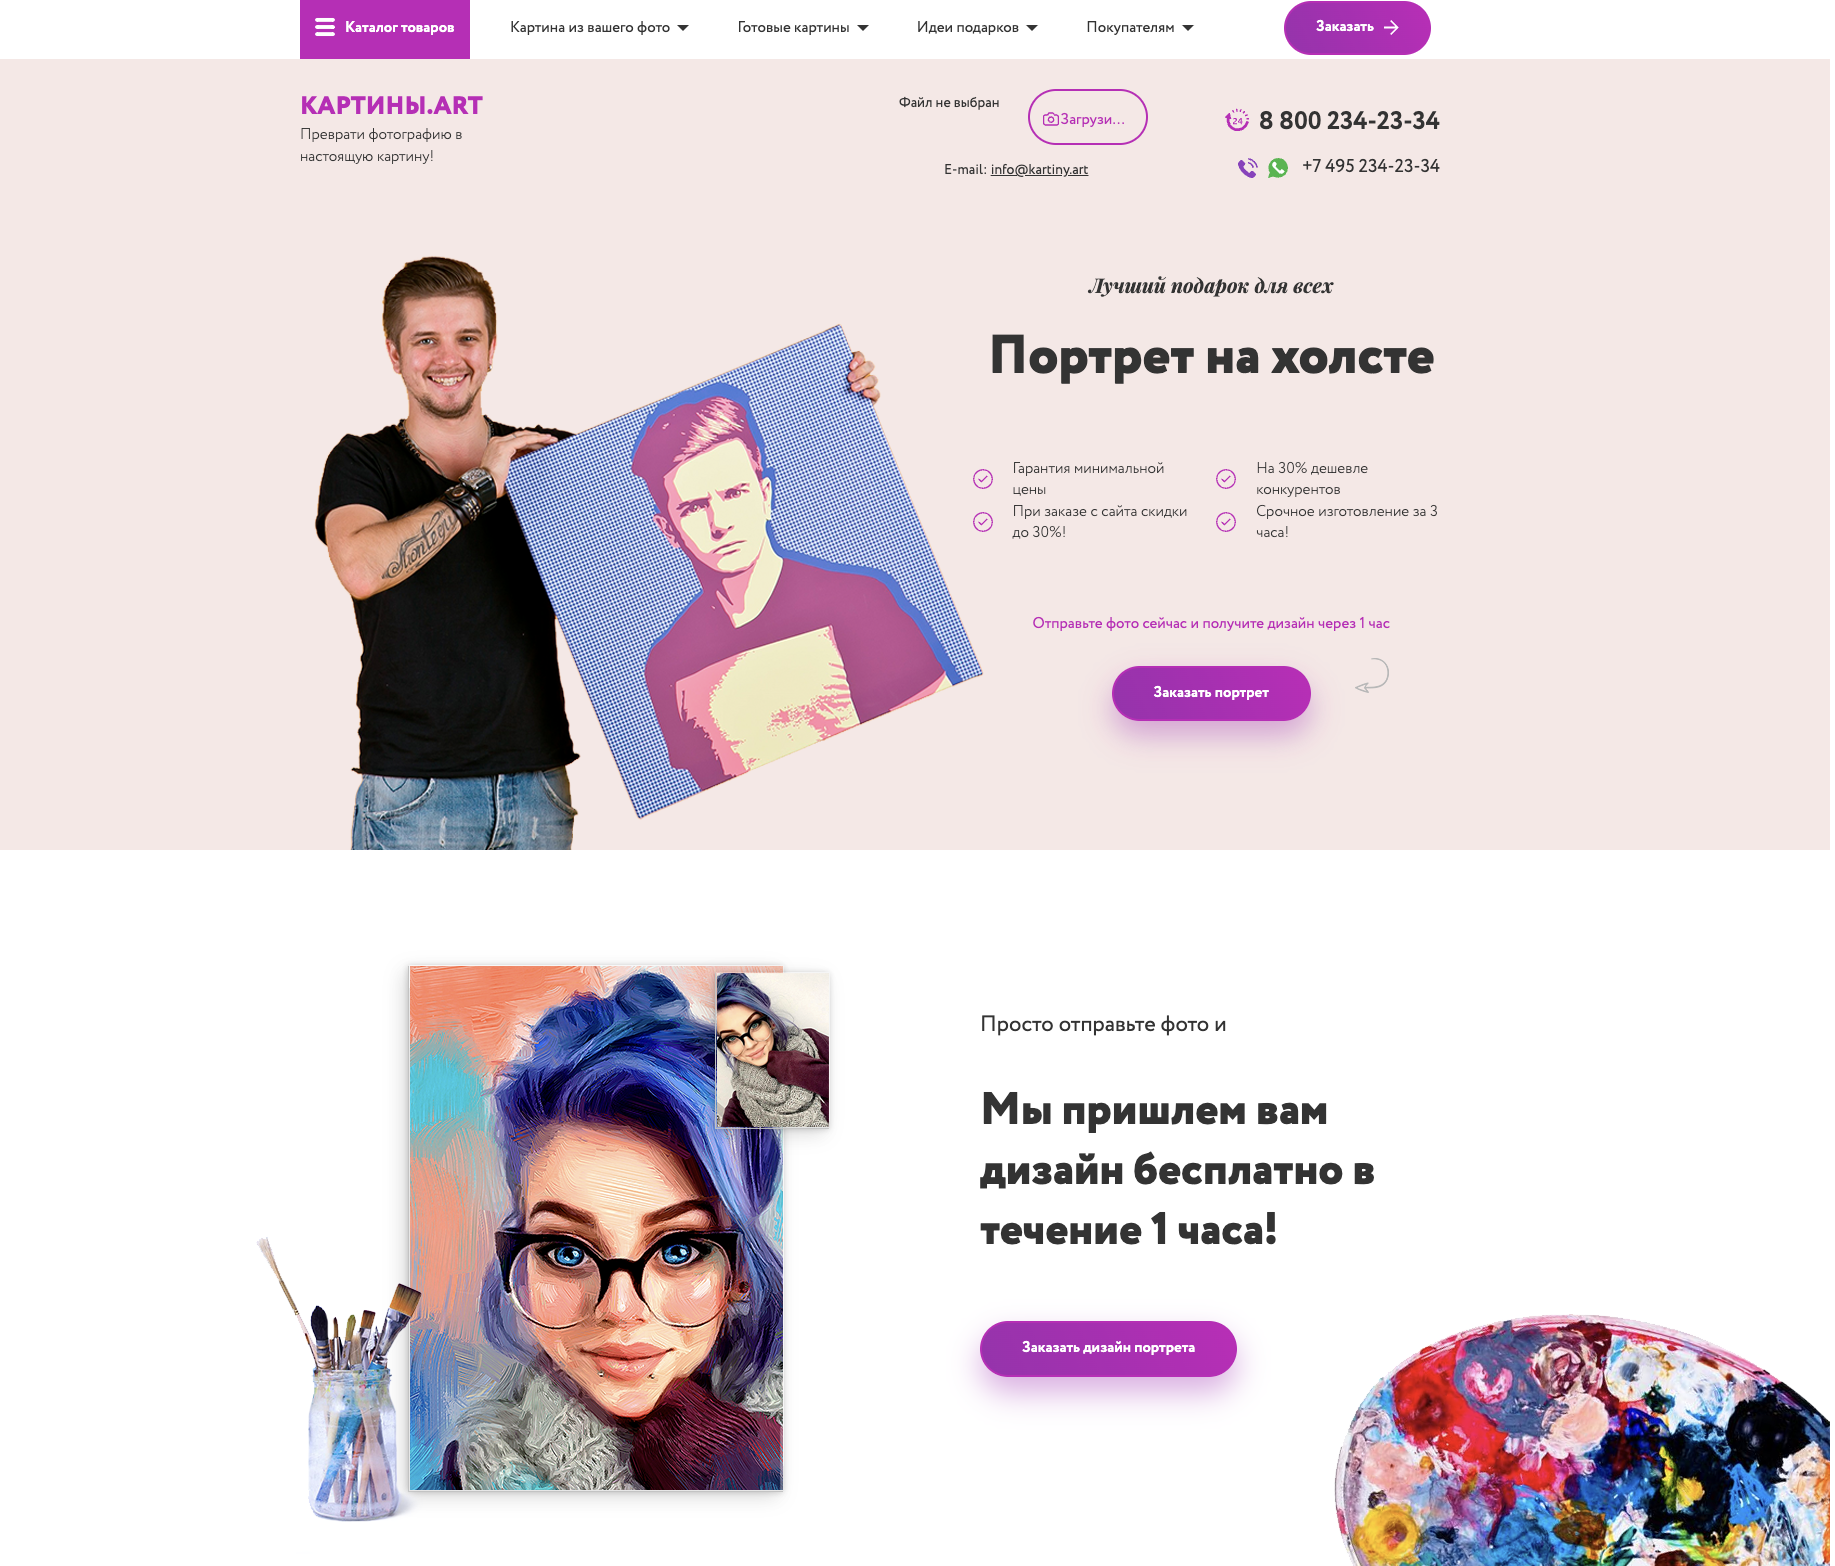 Каталог товаров
Картина из вашего фото
Готовые картины
Идеи подарков
Покупателям
Заказать
КАРТИНЫ.ART
Преврати фотографию в
настоящую картину!
Файл не выбран
Загрузи...
E-mail: info@kartiny.art
24
8 800 234-23-34
+7 495 234-23-34
Лучший подарок для всех
Портрет на холсте
Гарантия минимальной
цены
На 30% дешевле
конкурентов
При заказе с сайта скидки
до 30%!
Срочное изготовление за 3
часа!
Отправьте фото сейчас и получите дизайн через 1 час
Заказать портрет
Просто отправьте фото и
Мы пришлем вам
дизайн бесплатно в
течение 1 часа!
Заказать дизайн портрета